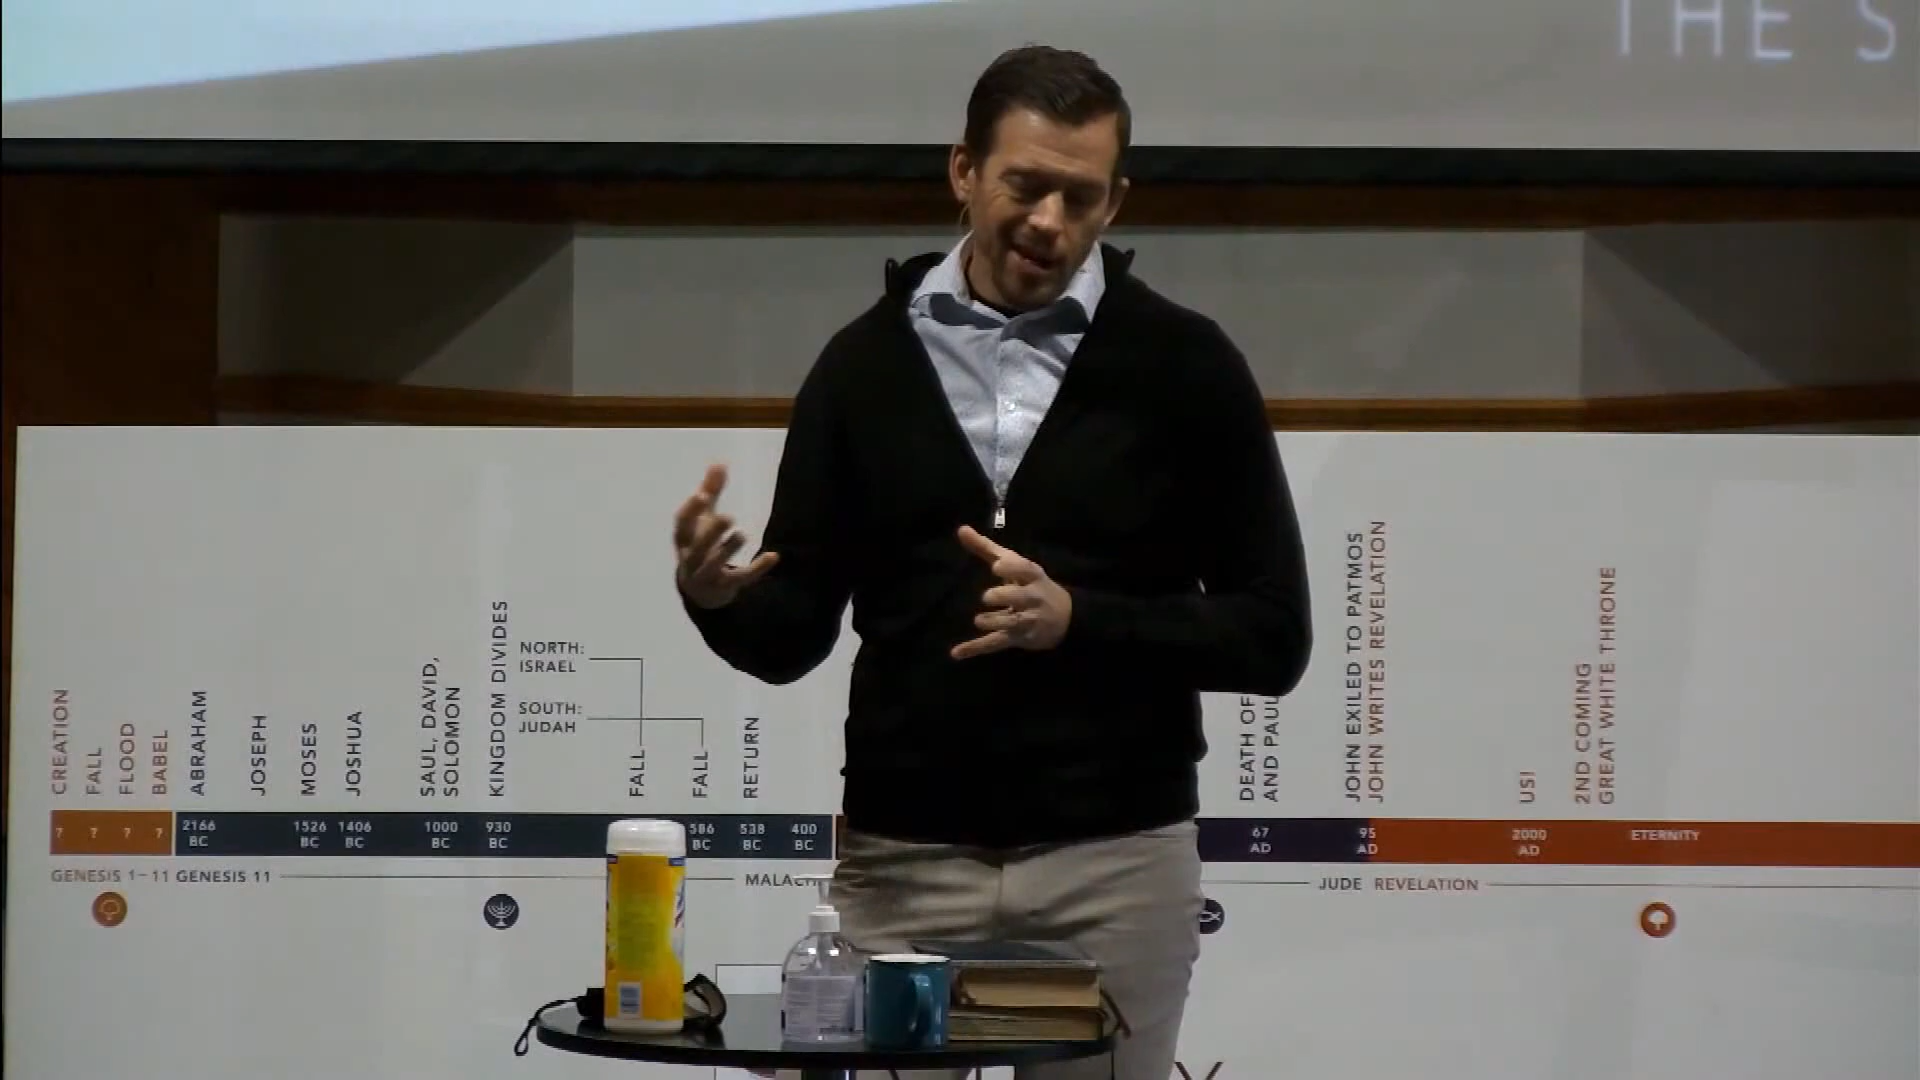 THE S
JOHN EXILED TO PATMOS
JOHN WRITES REVELATION
2ND COMING
GREAT WHITE THRONE
KINGDOM DIVIDES
NORTH:
ISRAEL
SOUTH:
JUDAH
CREATION
FALL
FLOOD
BABEL
ABRAHAM
JOSEPH
MOSES
JOSHUA
SAUL, DAVID,
SOLOMON
FALL
FALL
RETURN
DEATH OF
AND PAUL
US!
? ? ? ?
2166
BC
1526
BC
1406
BC
1000
BC
930
BC
586
BC
538
BC
400
BC
67
AD
95
AD
2000
AD
ETERNITY
GENESIS 1–11 GENESIS 11
MALACHI
JUDE REVELATION